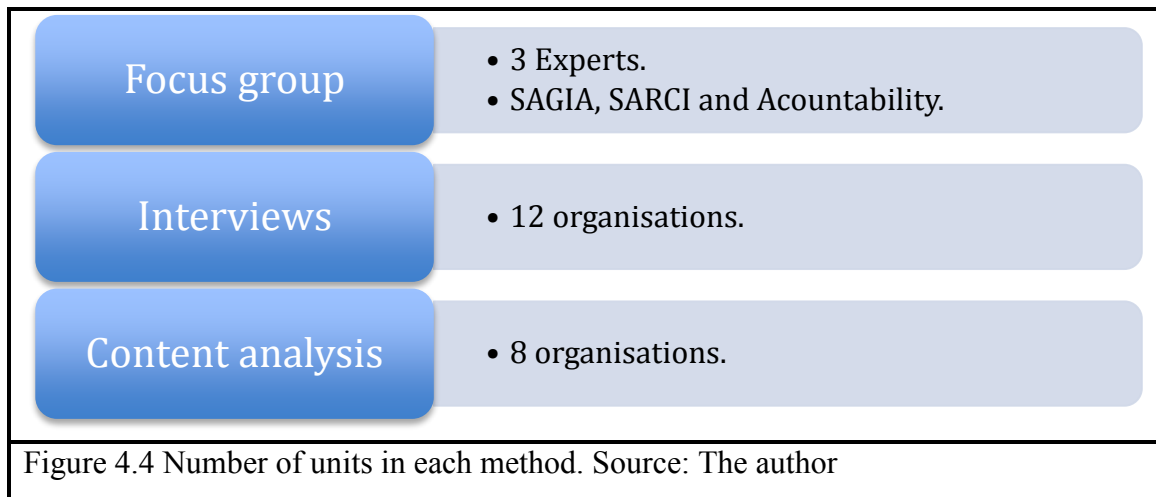 Focus group
• 3 Experts.
• SAGIA, SARCI and Acountability.
Interviews
• 12 organisations.
Content analysis
• 8 organisations.
Figure 4.4 Number of units in each method. Source: The author